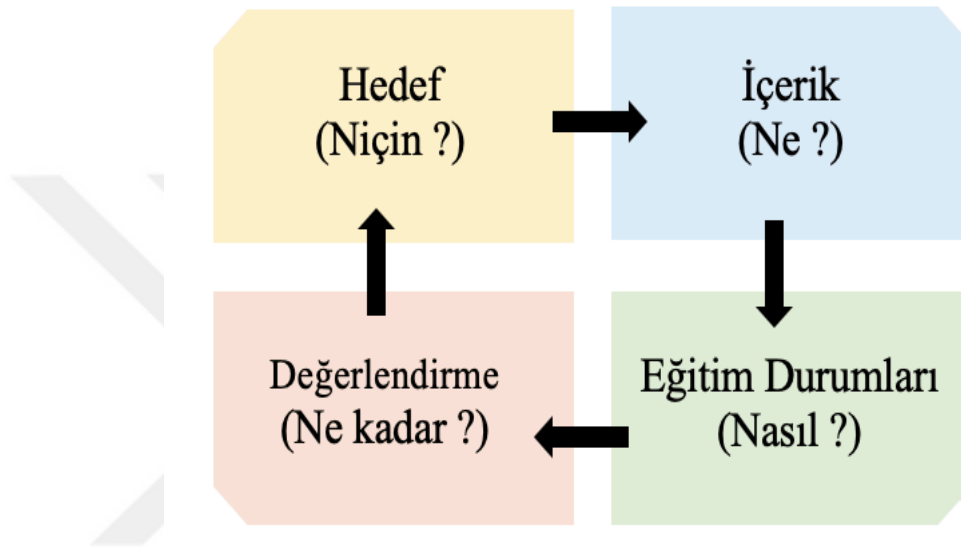 Hedef
(Niçin ?)
İçerik
(Ne ?)
Değerlendirme
(Ne kadar ?)
Eğitim Durumları
(Nasıl ?)